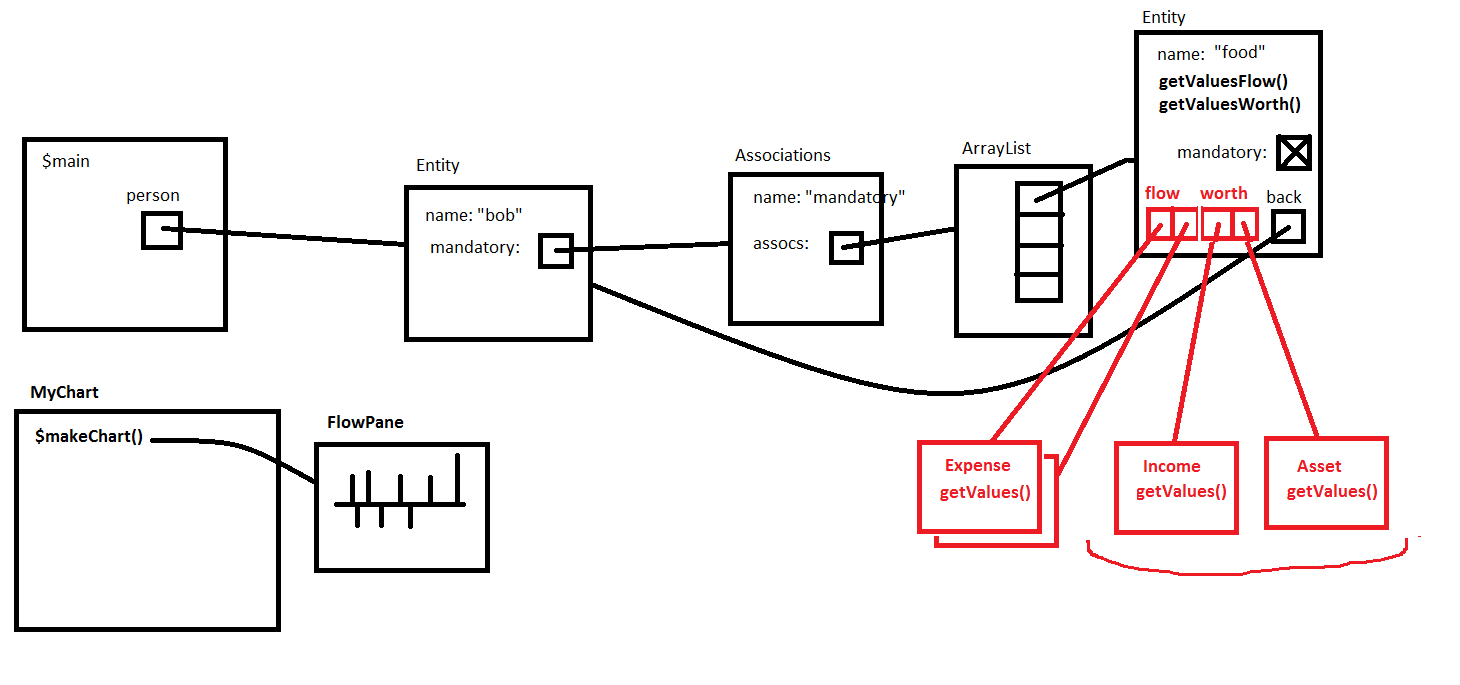 Entity
name: "food"
getValuesFlow()
getValuesWorth()
mandatory:
flow worth back
$main
person
Entity
name: "bob"
mandatory:
Associations
name: "mandatory"
assocs:
ArrayList
MyChart
$makeChart()
FlowPane
Expense
getValues()
Income
getValues()
Asset
getValues()